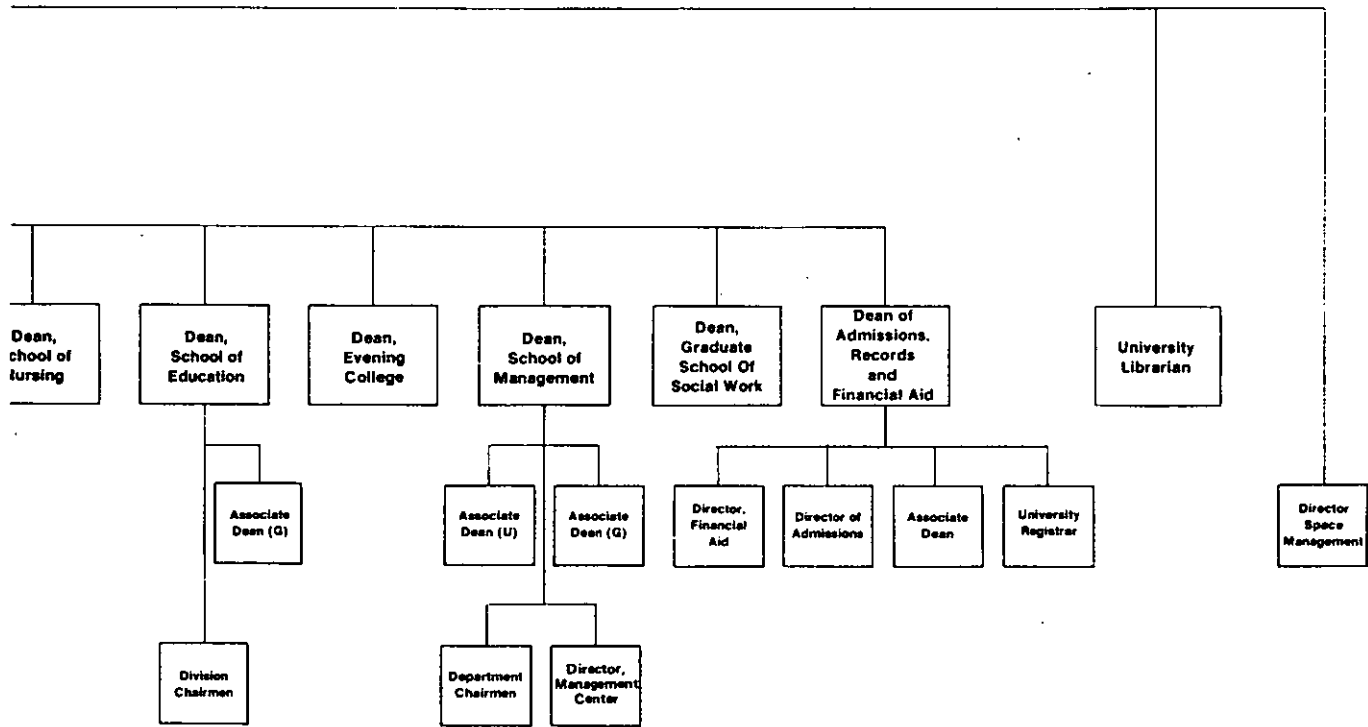 Dean,
chool of
lursing
Dean,
School of
Education
Dean,
Evening
College
Dean,
School of
Management
Dean,
Graduate
School Of
Social Work
Dean of
Admissions.
Records
and
Financial Aid
University
Librarian
Associate
Dean (G)
Associate
Dean (U)
Associate
Dean (G)
Director,
Financial
Aid
Director of
Admissions
Associate
Dean
University
Registrar
Director
Space
Management
Division
Chairmen
Department
Chairmen
Director,
Management
Center